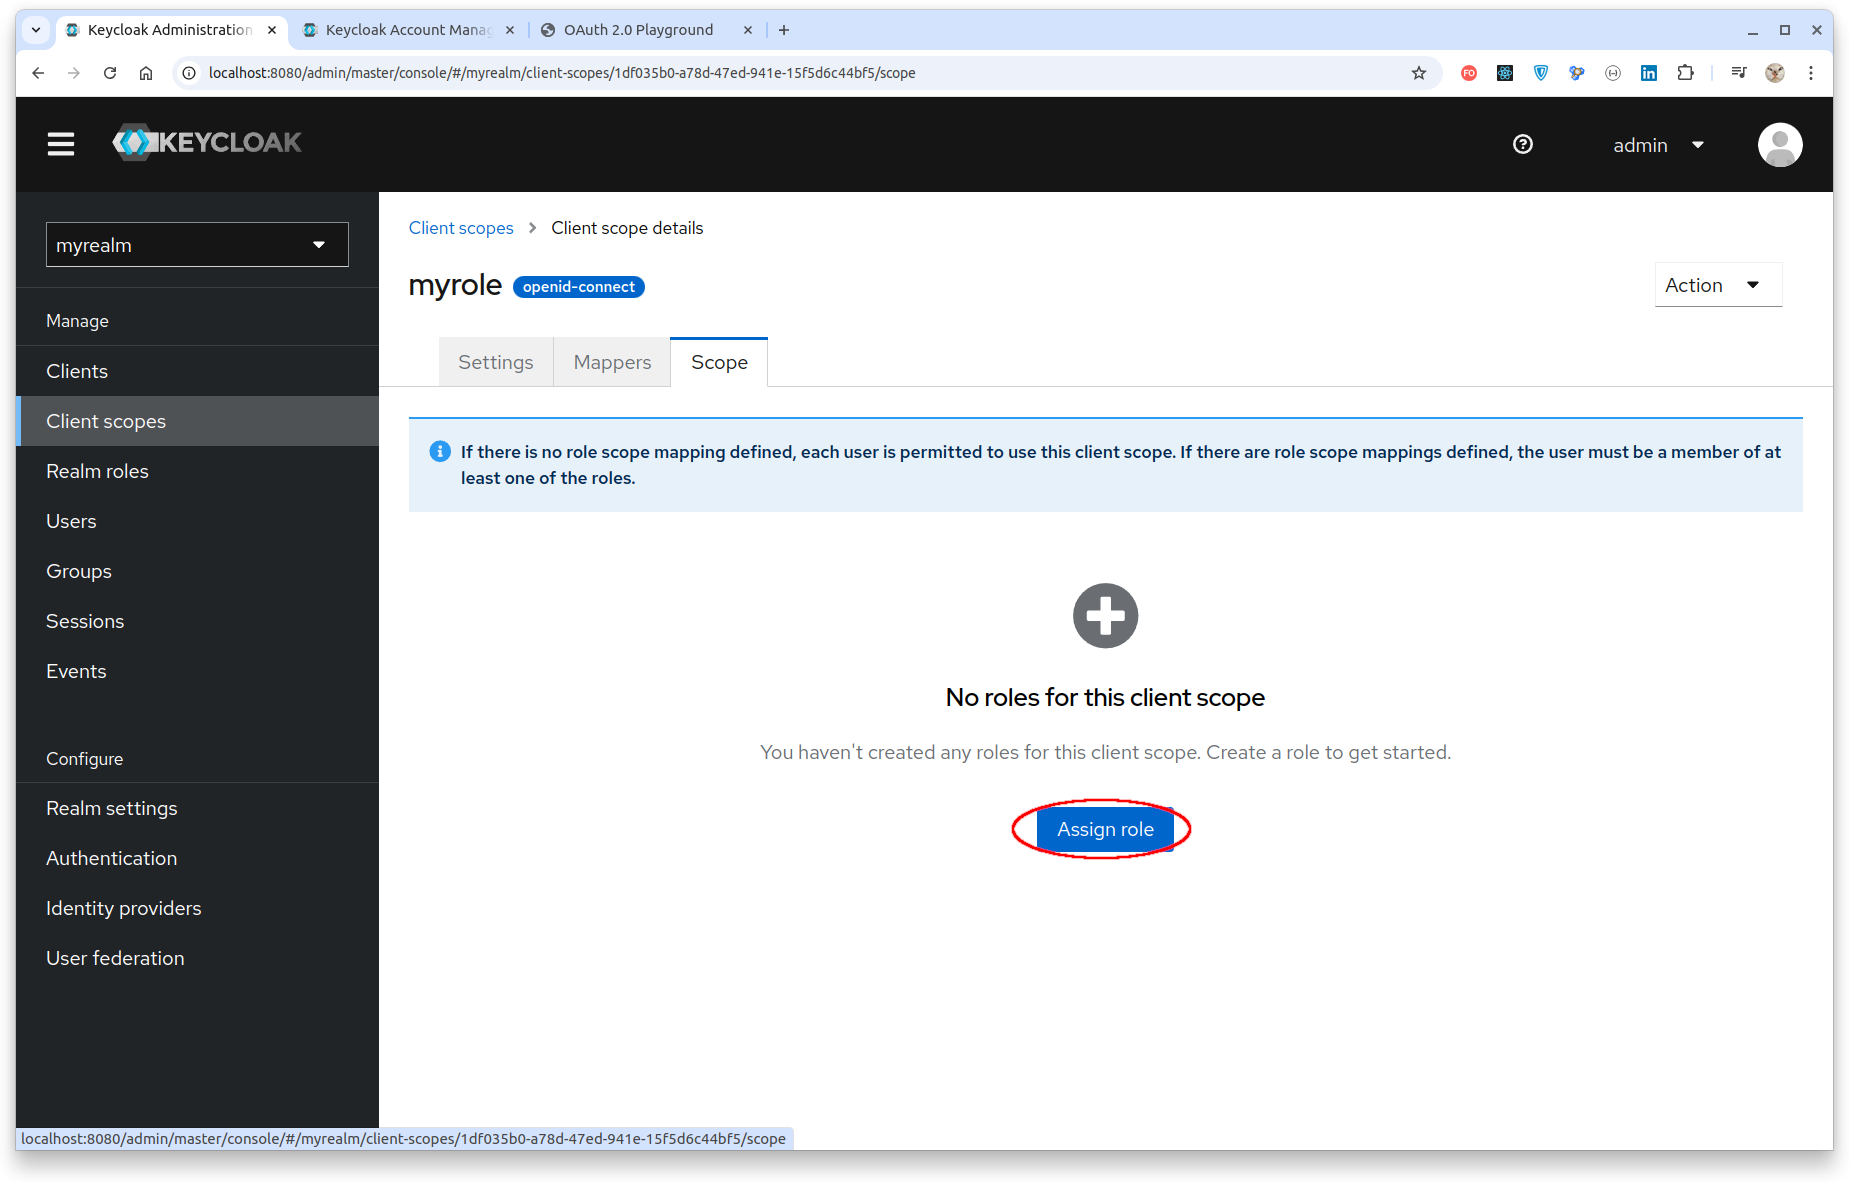 Keycloak Administration
Keycloak Account Manag
OAuth 2.0 Playground
localhost:8080/admin/master/console/#/myrealm/client-scopes/1df035b0-a78d-47ed-941e-15f5d6c44bf5/scope
FO
in
KEYCLOAK
admin
myrealm
Manage
Clients
Client scopes
Realm roles
Users
Groups
Sessions
Events
Configure
Realm settings
Authentication
Identity providers
User federation
Client scopes
Client scope details
myrole
openid-connect
Action
Settings
Mappers
Scope
If there is no role scope mapping defined, each user is permitted to use this client scope. If there are role scope mappings defined, the user must be a member of at
least one of the roles.
No roles for this client scope
You haven't created any roles for this client scope. Create a role to get started.
Assign role
localhost:8080/admin/master/console/#/myrealm/client-scopes/1df035b0-a78d-47ed-941e-15f5d6c44bf5/scope